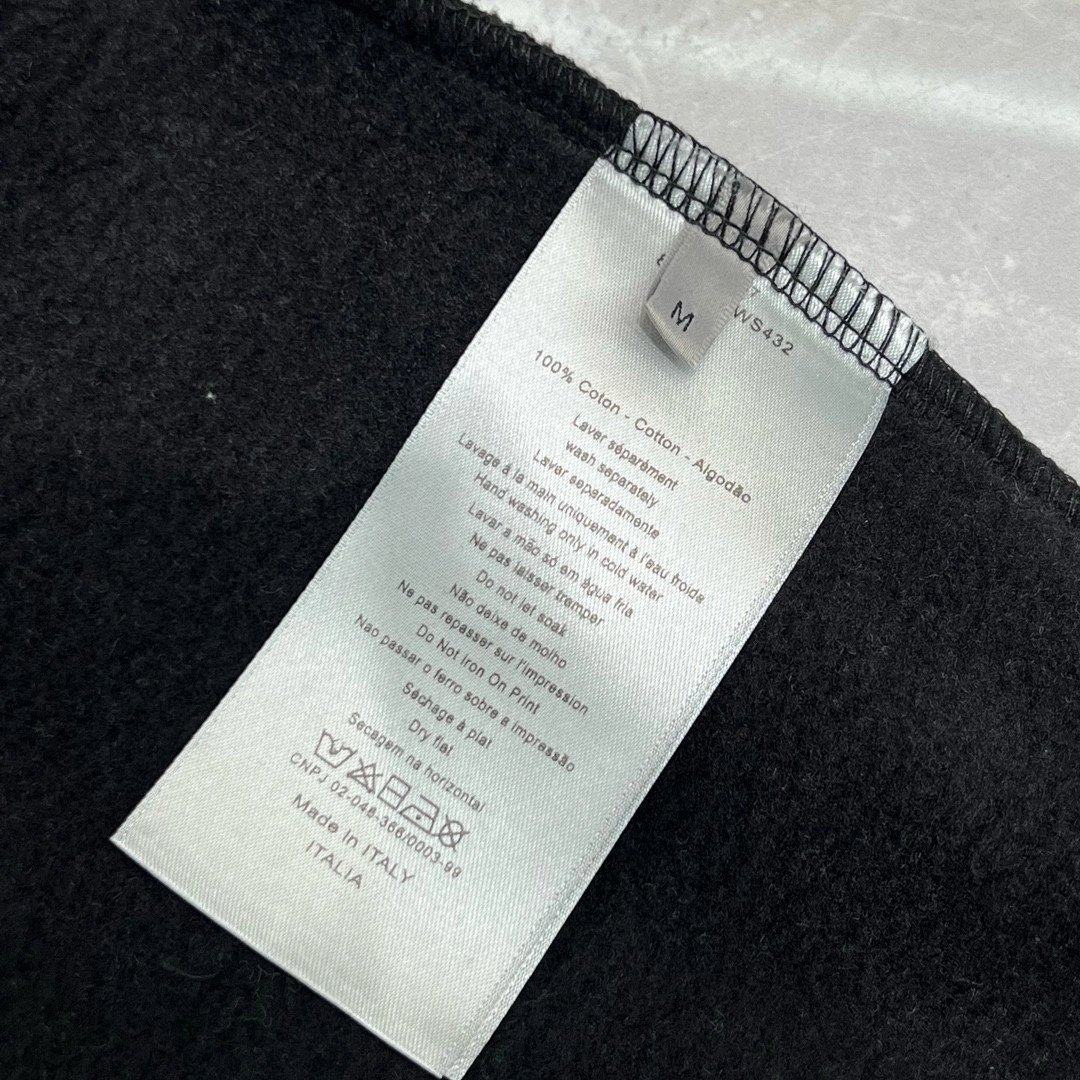 M
WS432
100% Coton - Cotton - Algodão
Laver séparément
wash separately
Laver separadamente
Lavage à la main uniquement à l'eau froide
Hand washing only in cold water
Lavar a mão só em água fria
Ne pas laisser tremper
Do not let soak
Não deixe de molho
Ne pas repasser sur l'impression
Do Not Iron On Print
Nao passar o ferro sobre a impressão
Séchage à plat
Dry flat
Secagem na horizontal
CNPJ 02-046-366/0003-99
Made In ITALY
ITALIA